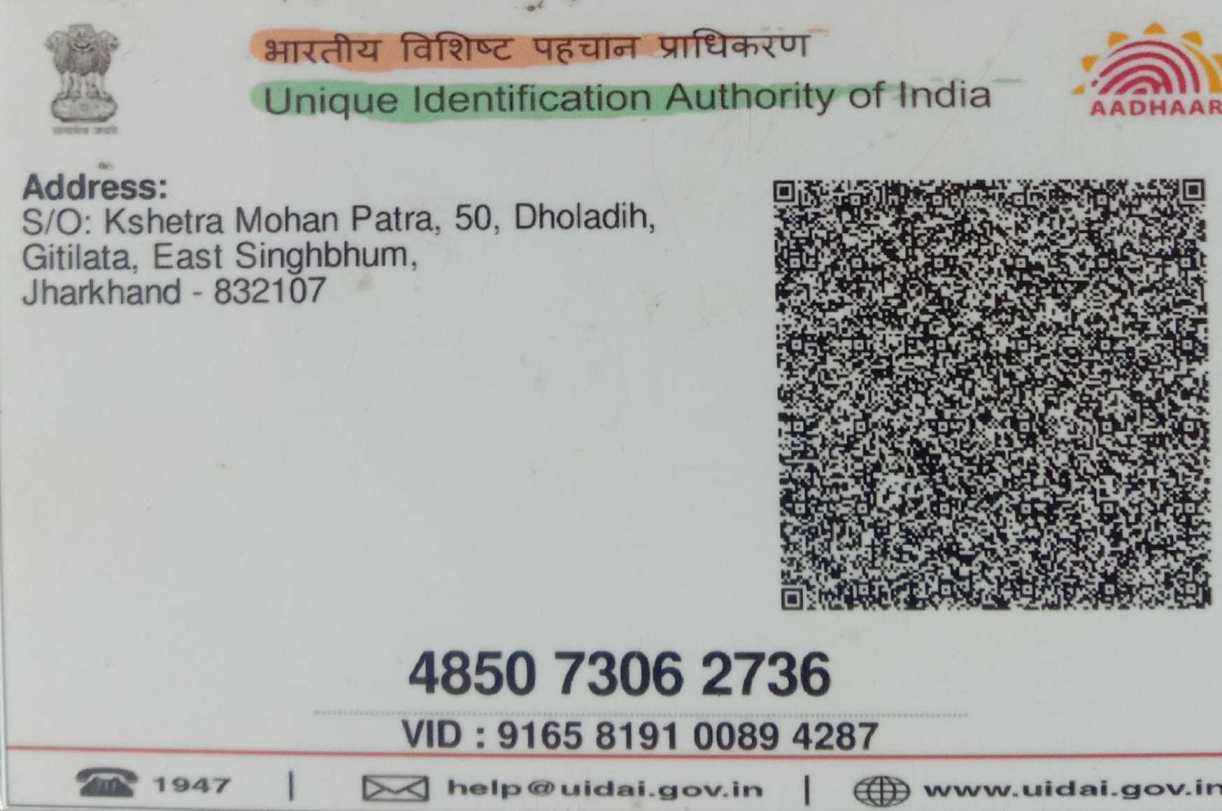 भारतीय विशिष्ट पहचान प्राधिकरण
Unique Identification Authority of India
AADHAAR
सत्यमेव जयते
Address:
S/O: Kshetra Mohan Patra, 50, Dholadih,
Gitilata, East Singhbhum,
Jharkhand - 832107
4850 7306 2736
VID : 9165 8191 0089 4287
1947 | help@uidai.gov.in | www.uidai.gov.in